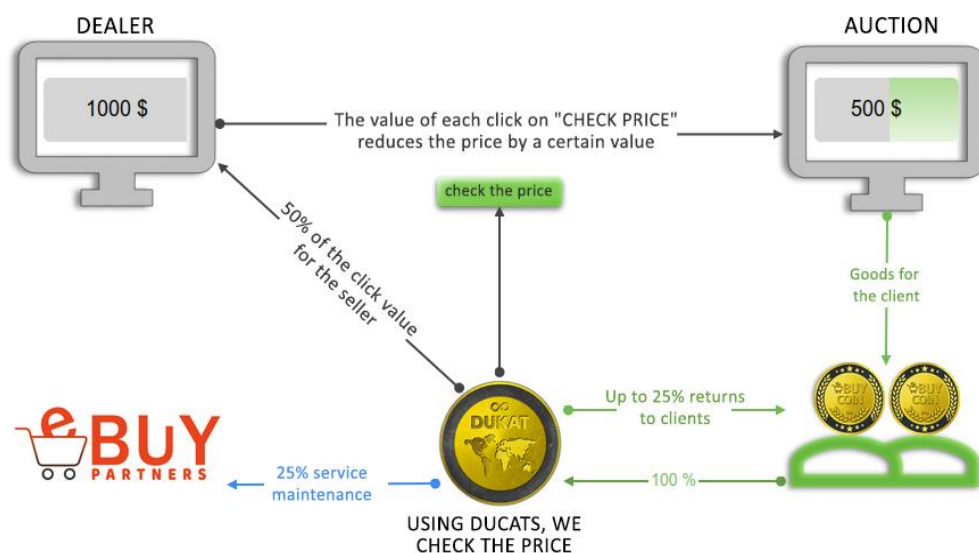 DEALER
AUCTION
1000 $
500 $
The value of each click on "CHECK PRICE"
reduces the price by a certain value
check the price
50% of the click value
for the seller
Goods for
the client
BUY
COIN
BUY
COIN
DUKAT
Up to 25% returns
to clients
eBUY
PARTNERS
25% service
maintenance
100 %
USING DUCATS, WE
CHECK THE PRICE